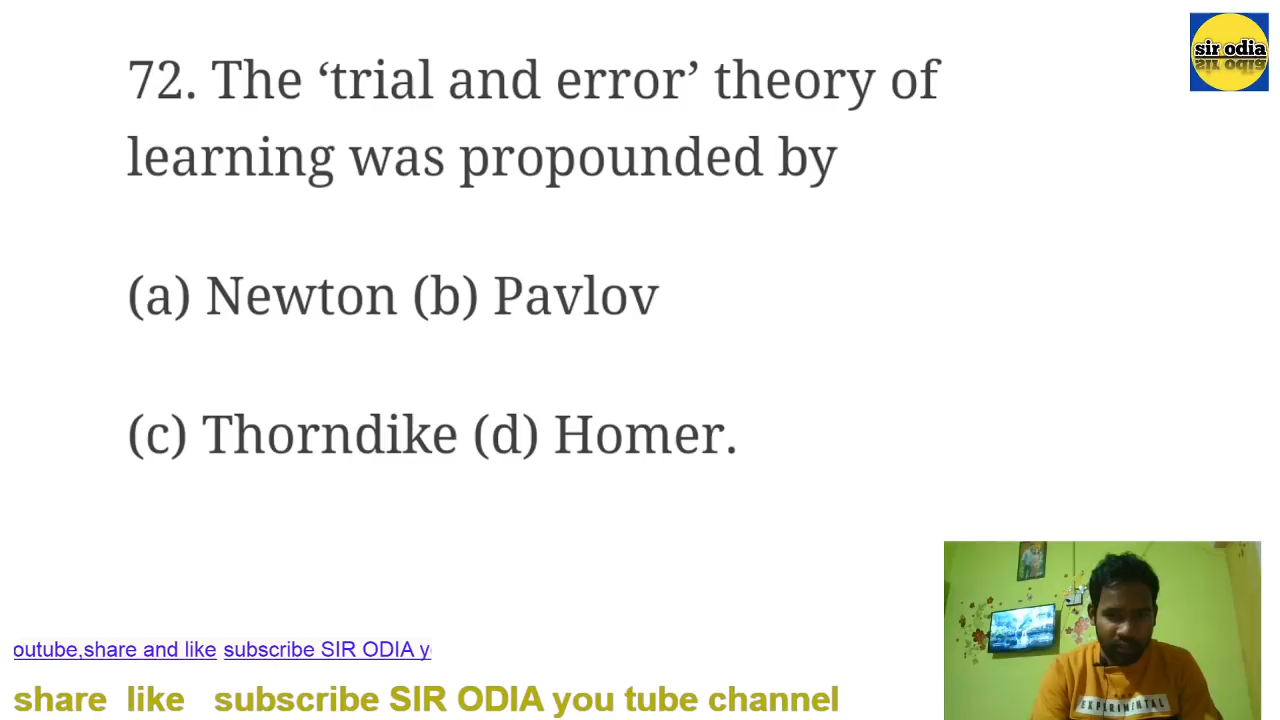 72. The ‘trial and error’ theory of
learning was propounded by
(a) Newton (b) Pavlov
(c) Thorndike (d) Homer.
sir odia
outube,share and like subscribe SIR ODIA y
share like subscribe SIR ODIA you tube channel
EXPERIMENTAL